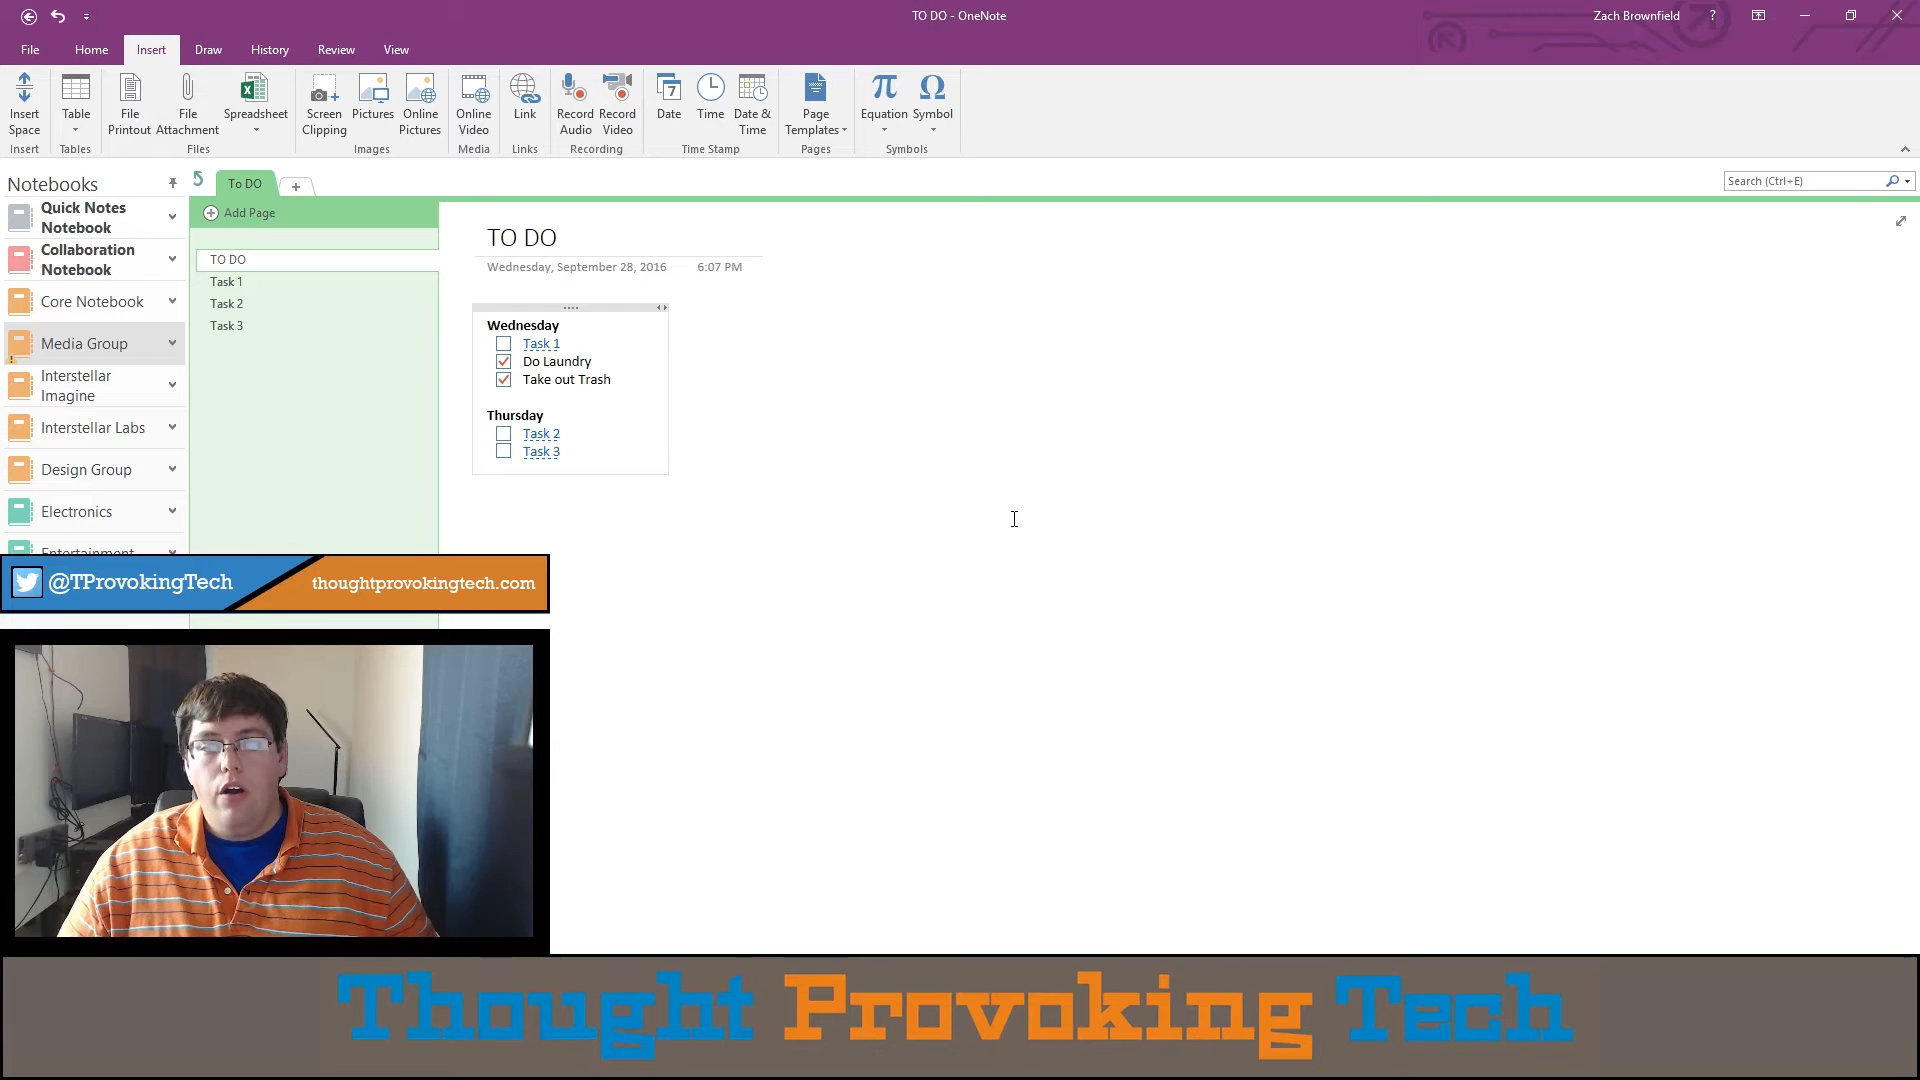 TO DO - OneNote
Zach Brownfield
?
File
Home
Insert
Draw
History
Review
View
Insert
Space
Table
File
Printout
File
Attachment
Spreadsheet
Screen
Clipping
Pictures
Online
Pictures
Online
Video
Link
Record
Audio
Record
Video
Date
Time
Date &
Time
Page
Templates
Equation
Symbol
Insert
Tables
Files
Images
Media
Links
Recording
Time Stamp
Pages
Symbols
Notebooks
Quick Notes
Notebook
Collaboration
Notebook
Core Notebook
Media Group
Interstellar
Imagine
Interstellar Labs
Design Group
Electronics
Entertainment
To DO
Search (Ctrl+E)
Add Page
TO DO
Task 1
Task 2
Task 3
TO DO
Wednesday, September 28, 2016 6:07 PM
Wednesday
Task 1
Do Laundry
Take out Trash
Thursday
Task 2
Task 3
@TProvokingTech
thoughtprovokingtech.com
Thought Provoking Tech